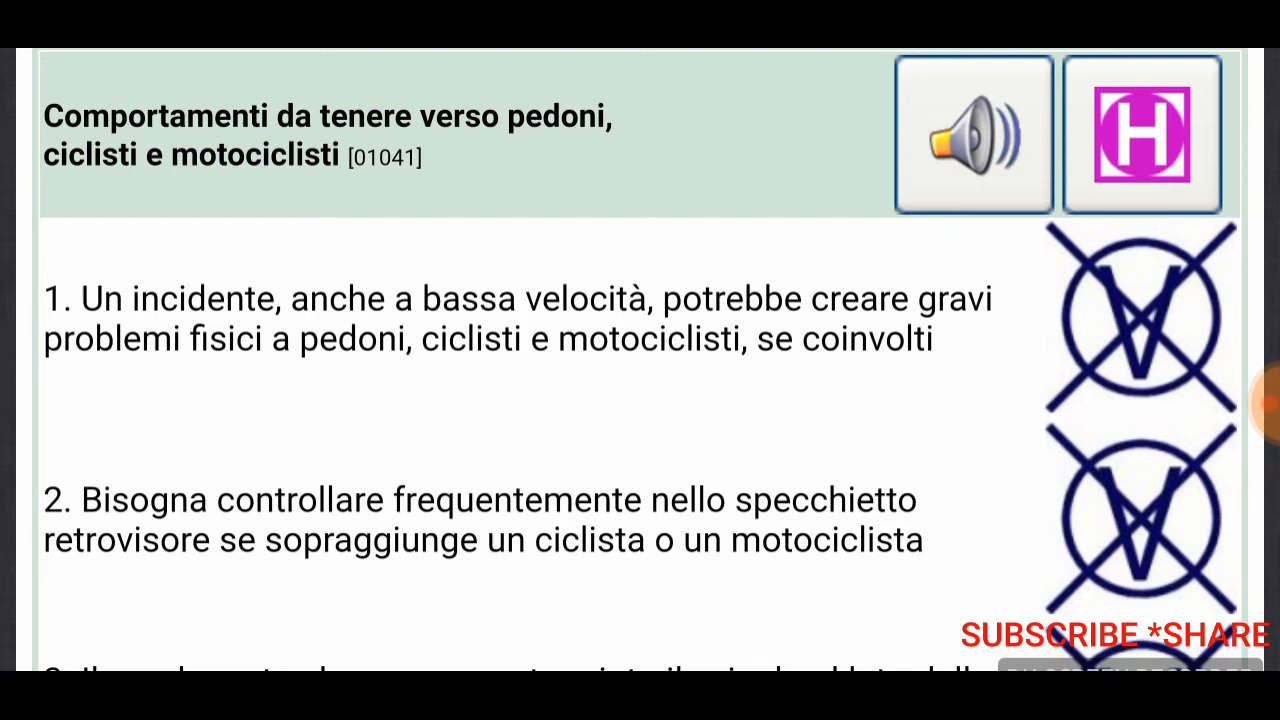 Comportamenti da tenere verso pedoni,
ciclisti e motociclisti [01041]
H
1. Un incidente, anche a bassa velocità, potrebbe creare gravi
problemi fisici a pedoni, ciclisti e motociclisti, se coinvolti
V
2. Bisogna controllare frequentemente nello specchietto
retrovisore se sopraggiunge un ciclista o un motociclista
V
SUBSCRIBE *SHARE